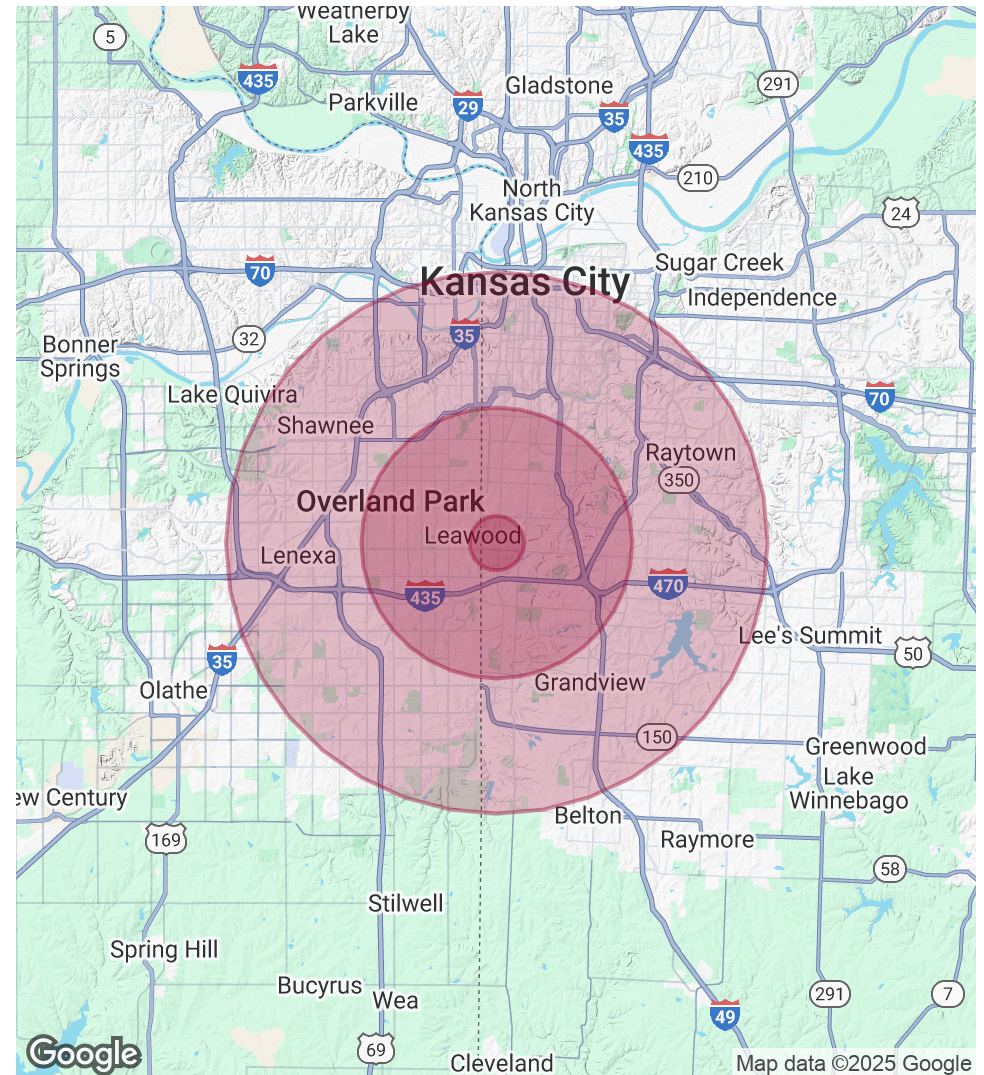 Weatherby
Lake
5
435
Parkville
29
Gladstone
35
291
435
210
North
Kansas City
24
70
Sugar Creek
Kansas City
Independence
35
32
Bonner
Springs
Lake Quivira
70
Shawnee
Raytown
350
Overland Park
Leawood
Lenexa
435
470
Lee's Summit
50
35
Olathe
Grandview
150
Greenwood
Lake
Winnebago
ew Century
Belton
169
Raymore
58
Stilwell
Spring Hill
Bucyrus
Wea
291
7
49
69
Google
Cleveland
Map data ©2025 Google